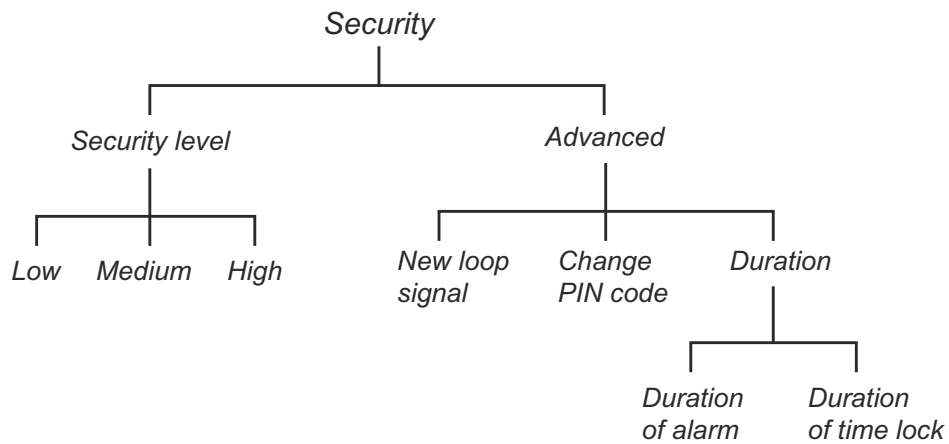 Security
Security level
Advanced
Low
Medium
High
New loop
signal
Change
PIN code
Duration
Duration
of alarm
Duration
of time lock